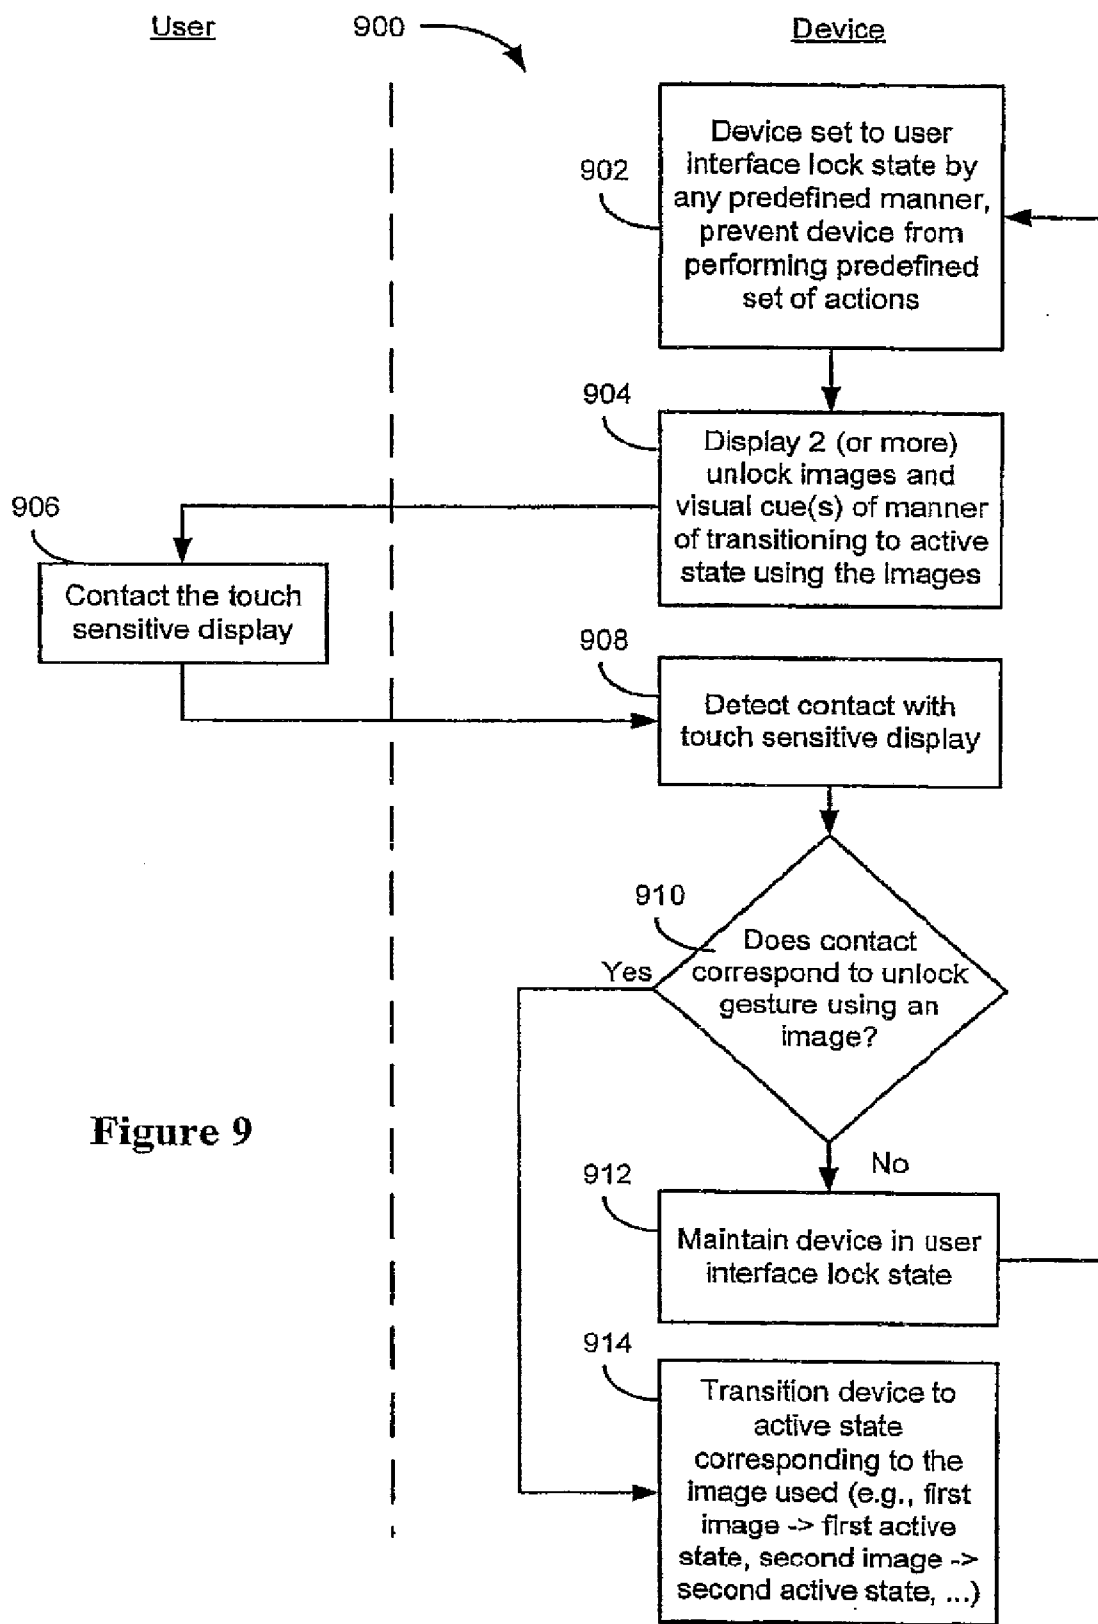 User
900
Device
902
Device set to user
interface lock state by
any predefined manner,
prevent device from
performing predefined
set of actions
904
Display 2 (or more)
unlock images and
visual cue(s) of manner
of transitioning to active
state using the images
906
Contact the touch
sensitive display
908
Detect contact with
touch sensitive display
910
Does contact
correspond to unlock
gesture using an
image?
Yes
No
Figure 9
912
Maintain device in user
interface lock state
914
Transition device to
active state
corresponding to the
image used (e.g., first
image -> first active
state, second image ->
second active state, ...)